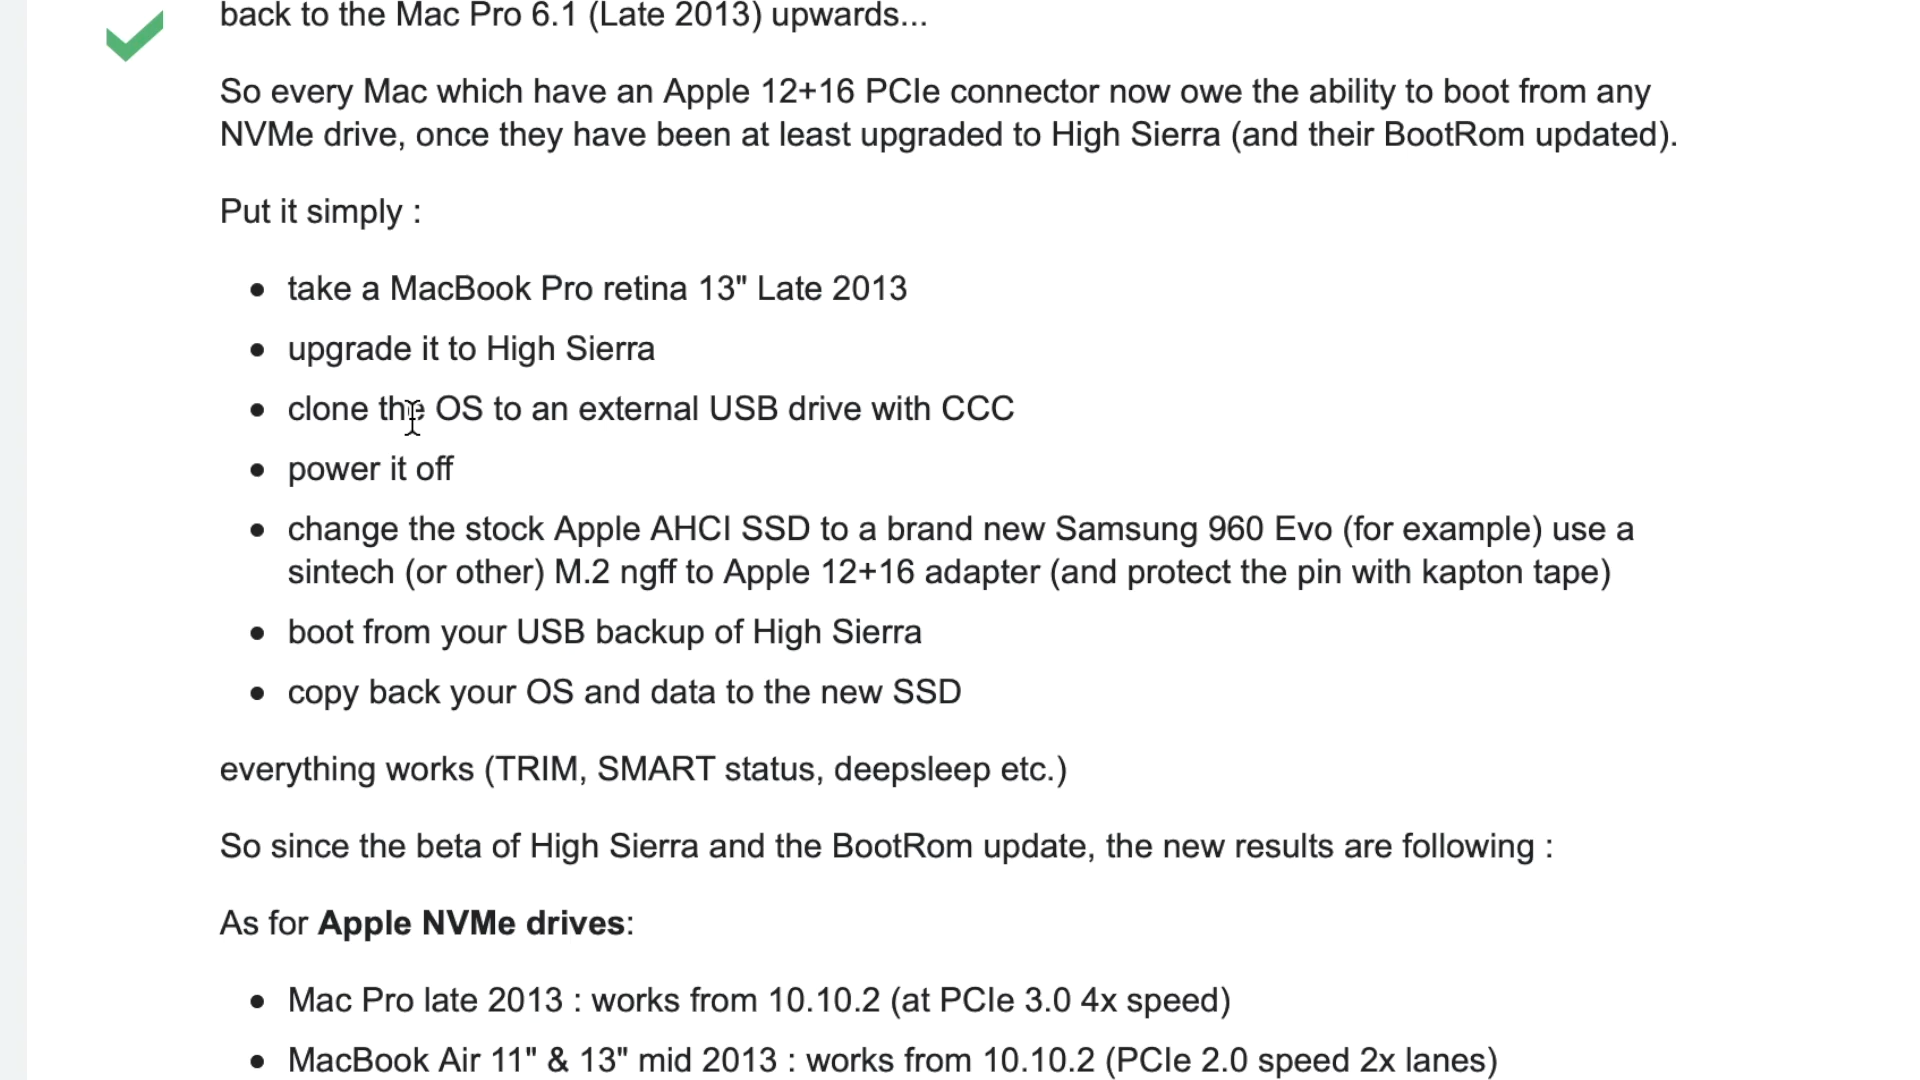 back to the Mac Pro 6.1 (Late 2013) upwards...
So every Mac which have an Apple 12+16 PCIe connector now owe the ability to boot from any
NVMe drive, once they have been at least upgraded to High Sierra (and their BootRom updated).
Put it simply :
take a MacBook Pro retina 13" Late 2013
upgrade it to High Sierra
clone the OS to an external USB drive with CCC
power it off
change the stock Apple AHCI SSD to a brand new Samsung 960 Evo (for example) use a
sintech (or other) M.2 ngff to Apple 12+16 adapter (and protect the pin with kapton tape)
boot from your USB backup of High Sierra
copy back your OS and data to the new SSD
everything works (TRIM, SMART status, deepsleep etc.)
So since the beta of High Sierra and the BootRom update, the new results are following :
As for Apple NVMe drives:
Mac Pro late 2013 : works from 10.10.2 (at PCIe 3.0 4x speed)
MacBook Air 11" & 13" mid 2013 : works from 10.10.2 (PCIe 2.0 speed 2x lanes)